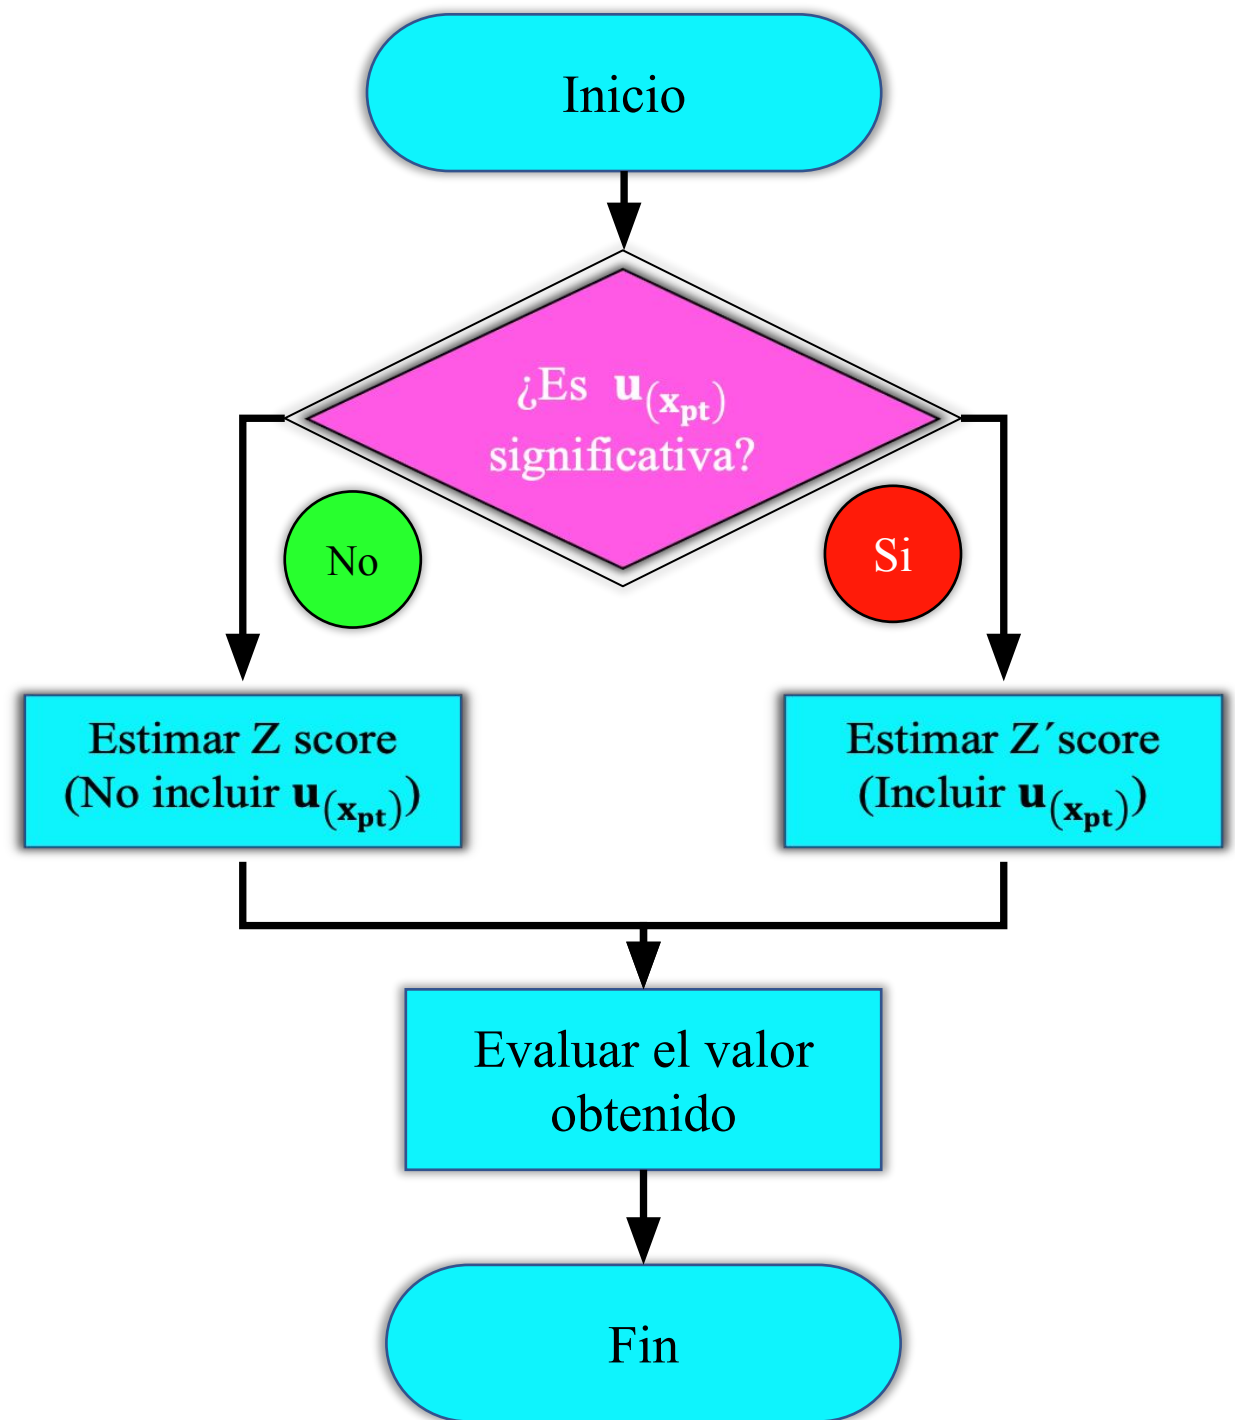 Inicio
¿Es u(xpt)
significativa?
No
Si
Estimar Z score
(No incluir u(xpt))
Estimar Z´score
(Incluir u(xpt))
Evaluar el valor
obtenido
Fin